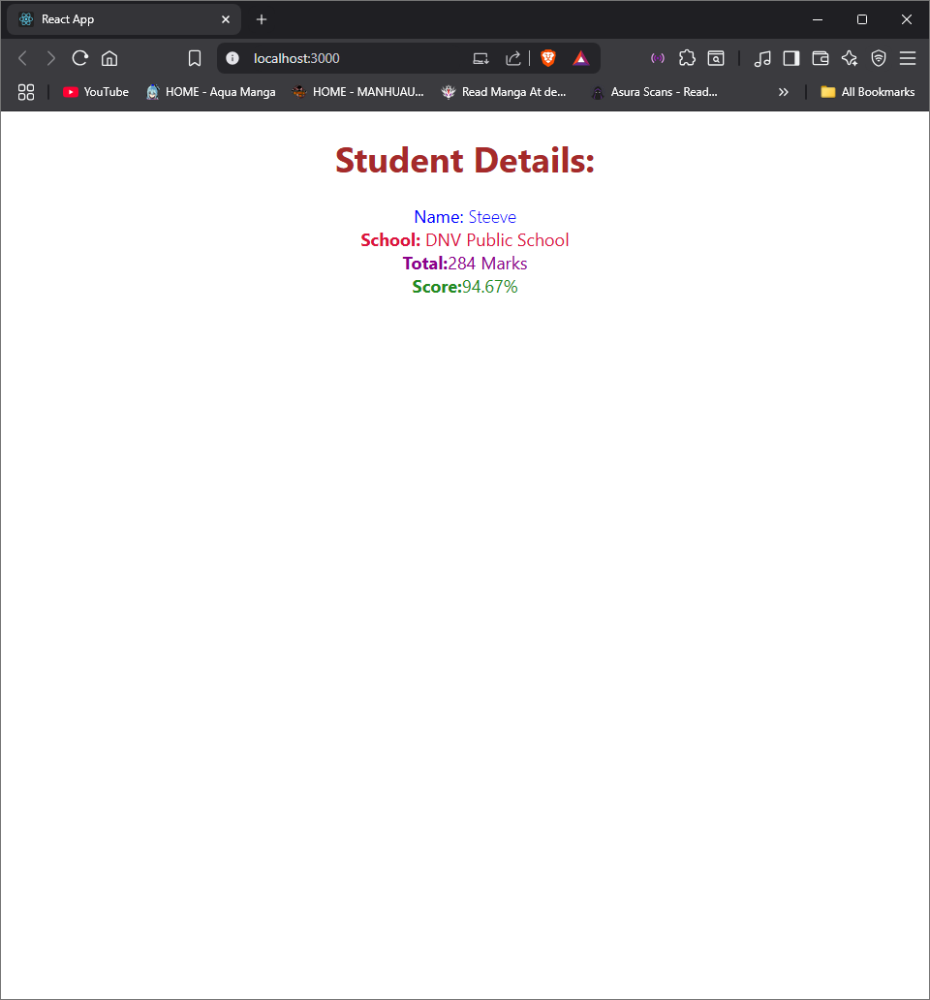 React App
localhost:3000
YouTube
HOME - Aqua Manga
HOME - MANHUAU...
Read Manga At de...
Asura Scans - Read...
All Bookmarks
Student Details:
Name: Steeve
School: DNV Public School
Total:284 Marks
Score:94.67%